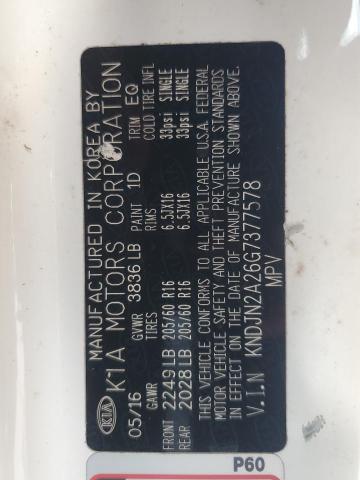 MANUFACTURED IN KOREA BY
KIA MOTORS CORPORATION
KIA
05/16 GVWR 3836LB PAINT 1D TRIM EQ
GAWR TIRES RIMS COLD TIRE INFL
FRONT 2249LB 205/60 R16 6.5JX16 33psi SINGLE
REAR 2028LB 205/60 R16 6.5JX16 33psi SINGLE
THIS VEHICLE CONFORMS TO ALL APPLICABLE U.S.A. FEDERAL
MOTOR VEHICLE SAFETY AND THEFT PREVENTION STANDARDS
IN EFFECT ON THE DATE OF MANUFACTURE SHOWN ABOVE.
V.I.N KNDJN2A26G7377578
MPV
P60